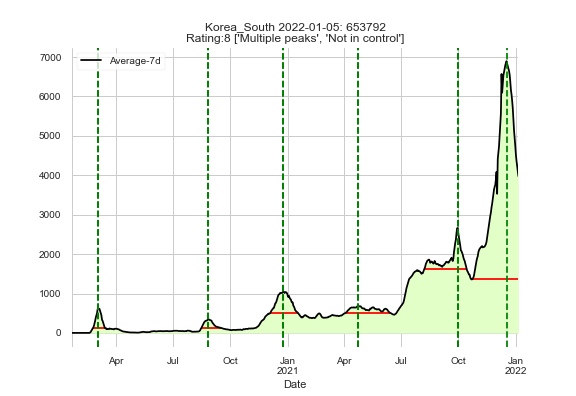 Korea_South 2022-01-05: 653792
Rating:8 ['Multiple peaks', 'Not in control']
Average-7d
7000
6000
5000
4000
3000
2000
1000
0
Apr Jul Oct Jan Apr Jul Oct Jan
2021 2022
Date